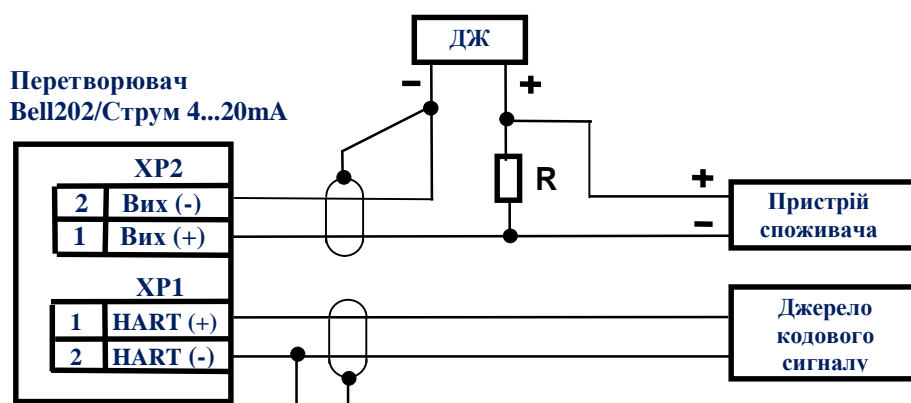 ДЖ
− +
Перетворювач
Bell202/Струм 4...20mA
XP2
2 Вих (-)
1 Вих (+)
R
+
−
Пристрій
споживача
XP1
1 HART (+)
2 HART (-)
Джерело
кодового
сигналу